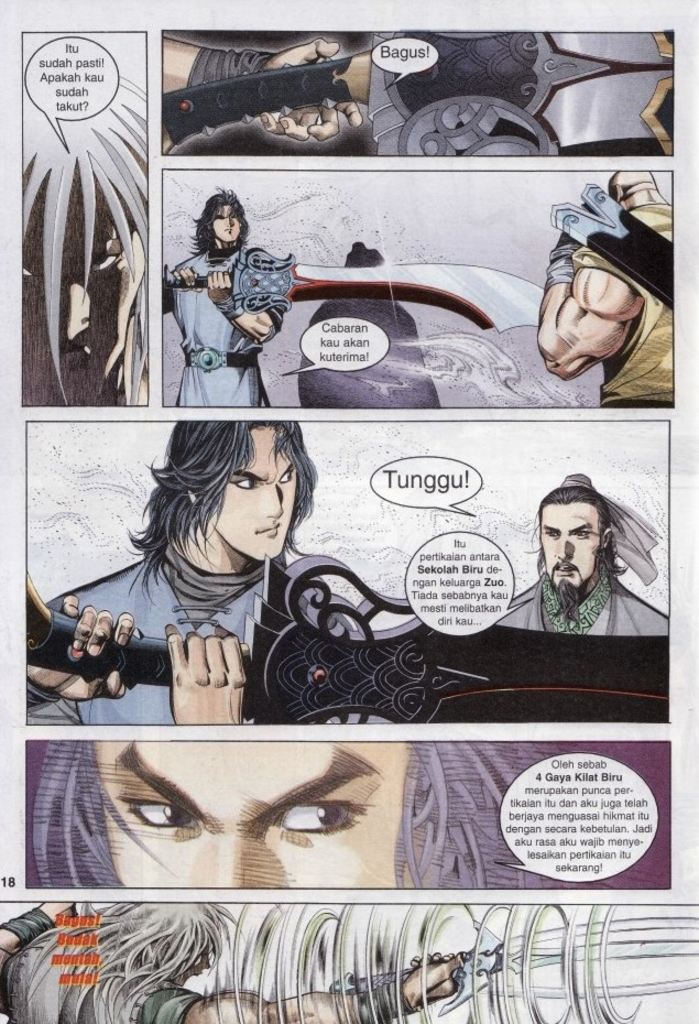 Itu
sudah pasti!
Apakah kau
sudah
takut?
Bagus!
Cabaran
kau akan
kuterima!
Tunggu!
Itu
pertikaian antara
Sekolah Biru de-
ngan keluarga Zuo.
Tiada sebabnya kau
mesti melibatkan
diri kau...
Oleh sebab
4 Gaya Kilat Biru
merupakan punca per-
tikaian itu dan aku juga telah
berjaya menguasai hikmat itu
dengan secara kebetulan. Jadi
aku rasa aku wajib menye-
lesaikan pertikaian itu
sekarang!
18
Bagus!
Budak
mentah,
mulai